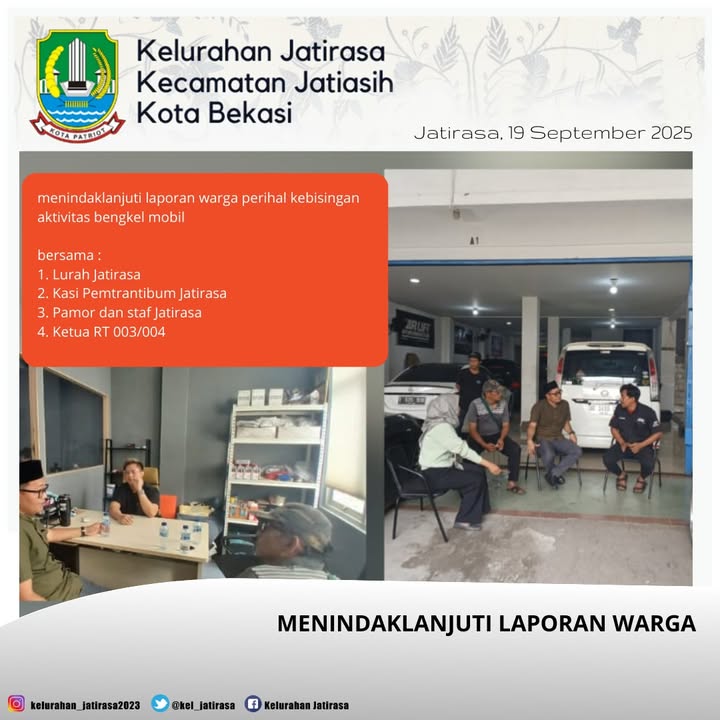 Kelurahan Jatirasa
Kecamatan Jatiasih
Kota Bekasi
KOTA PATRIOT
Jatirasa, 19 September 2025
menindaklanjuti laporan warga perihal kebisingan
aktivitas bengkel mobil
bersama :
1. Lurah Jatirasa
2. Kasi Pemtrantibum Jatirasa
3. Pamor dan staf Jatirasa
4. Ketua RT 003/004
A1
MENINDAKLANJUTI LAPORAN WARGA
kelurahan_jatirasa2023
@kel_jatirasa
Kelurahan Jatirasa